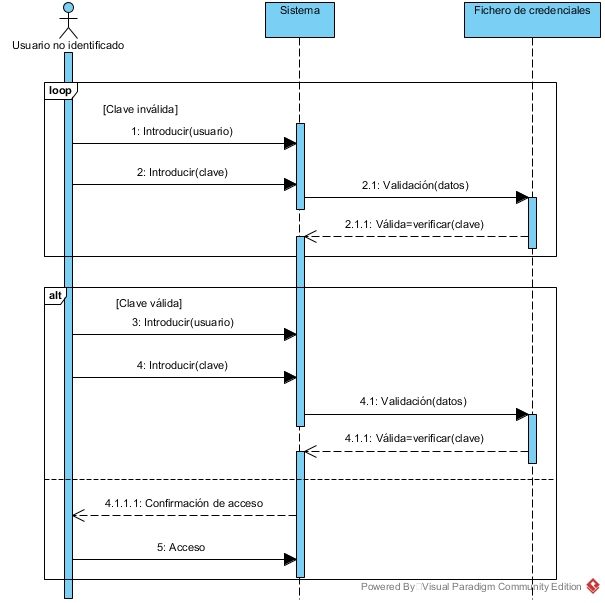 Sistema
Fichero de credenciales
Usuario no identificado
loop
[Clave inválida]
1: Introducir(usuario)
2: Introducir(clave)
2.1: Validación(datos)
2.1.1: Válida=verificar(clave)
alt
[Clave válida]
3: Introducir(usuario)
4: Introducir(clave)
4.1: Validación(datos)
4.1.1: Válida=verificar(clave)
4.1.1.1: Confirmación de acceso
5: Acceso
Powered By Visual Paradigm Community Edition